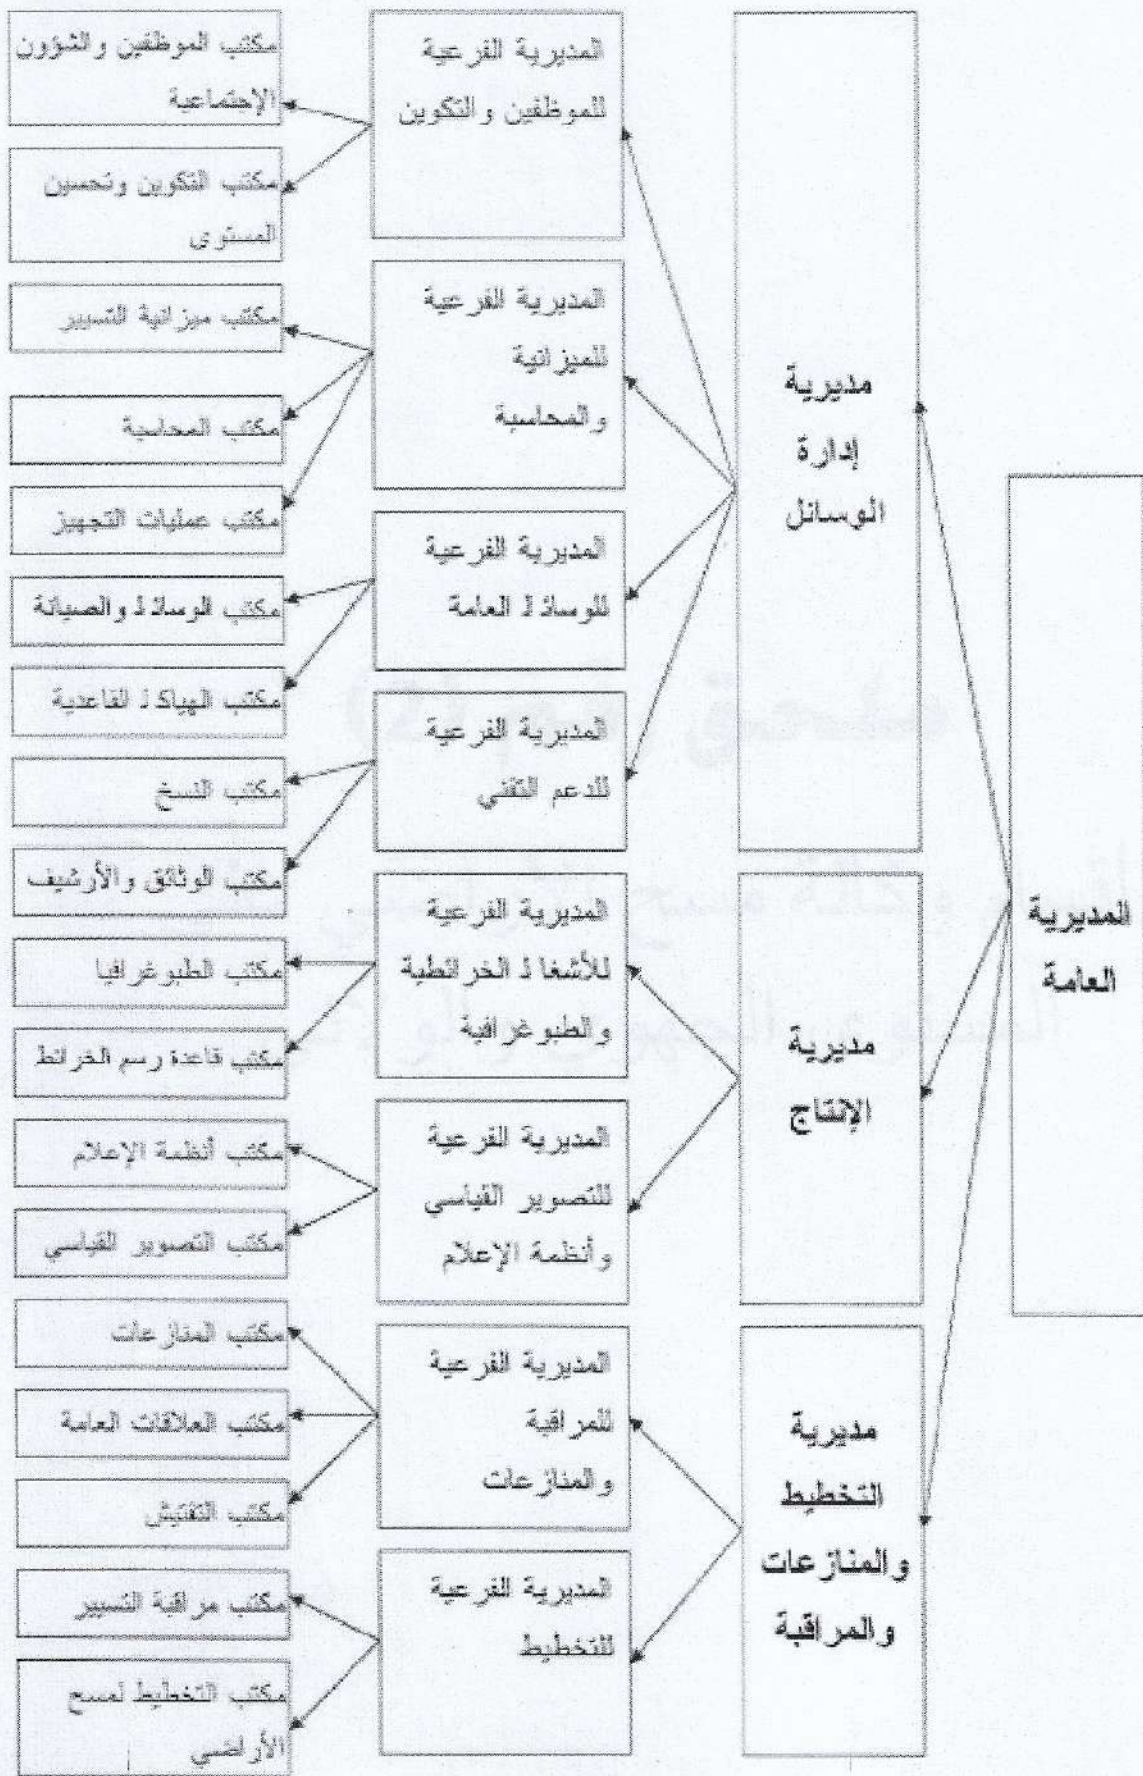 المديرية
العامة
مديرية
إدارة
الوسائل
المديرية الفرعية
للموظفين والتكوين
مكتب الموظفين والشؤون
الإجتماعية
مكتب التكوين وتحسين
المستوى
المديرية الفرعية
للميزانية
والمحاسبة
مكتب ميزانية التسيير
مكتب المحاسبة
مكتب عمليات التجهيز
المديرية الفرعية
للوسائل العامة
مكتب الوسائل والصيانة
مكتب الهياكل القاعدية
المديرية الفرعية
للدعم التقني
مكتب النسخ
مكتب الوثائق والأرشيف
مديرية
الإنتاج
المديرية الفرعية
للأشغال الخرائطية
والطبوغرافية
مكتب الطبوغرافيا
مكتب قاعدة رسم الخرائط
المديرية الفرعية
للتصوير القياسي
وأنظمة الإعلام
مكتب أنظمة الإعلام
مكتب التصوير القياسي
مديرية
التخطيط
والمنازعات
والمراقبة
المديرية الفرعية
للمراقبة
والمنازعات
مكتب المنازعات
مكتب العلاقات العامة
مكتب التفتيش
المديرية الفرعية
للتخطيط
مكتب مراقبة التسيير
مكتب التخطيط لمسح
الأراضي